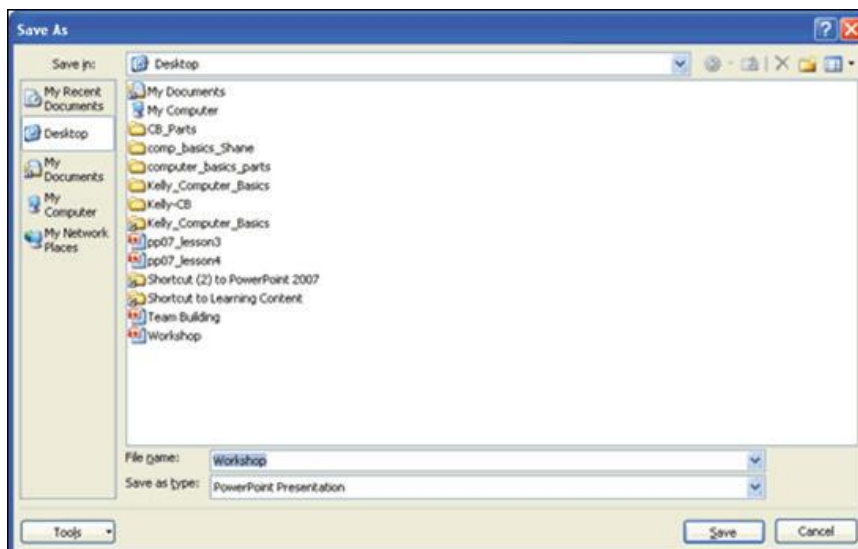 Save As
Save in:
Desktop
My Recent
Documents
Desktop
My
Documents
My
Computer
My Network
Places
My Documents
My Computer
CB_Parts
comp_basics_Shane
computer_basics_parts
Kelly_Computer_Basics
Kelly-CB
Kelly_Computer_Basics
pp07_lesson3
pp07_lesson4
Shortcut (2) to PowerPoint 2007
Shortcut to Learning Content
Team Building
Workshop
File name:
Workshop
Save as type:
PowerPoint Presentation
Tools
Save
Cancel